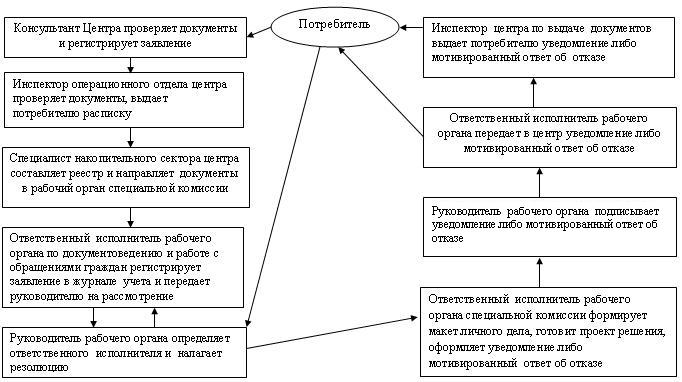 Консультант Центра проверяет документы
и регистрирует заявление
Инспектор операционного отдела центра
проверяет документы, выдает
потребителю расписку
Специалист накопительного сектора центра
составляет реестр и направляет документы
в рабочий орган специальной комиссии
Ответственный исполнитель рабочего
органа по документоведению и работе с
обращениями граждан регистрирует
заявление в журнале учета и передает
руководителю на рассмотрение
Руководитель рабочего органа определяет
ответственного исполнителя и налагает
резолюцию
Потребитель
Инспектор центра по выдаче документов
выдает потребителю уведомление либо
мотивированный ответ об отказе
Ответственный исполнитель рабочего
органа передает в центр уведомление либо
мотивированный ответ об отказе
Руководитель рабочего органа подписывает
уведомление либо мотивированный ответ об
отказе
Ответственный исполнитель рабочего
органа специальной комиссии формирует
макет личного дела, готовит проект решения,
оформляет уведомление либо
мотивированный ответ об отказе